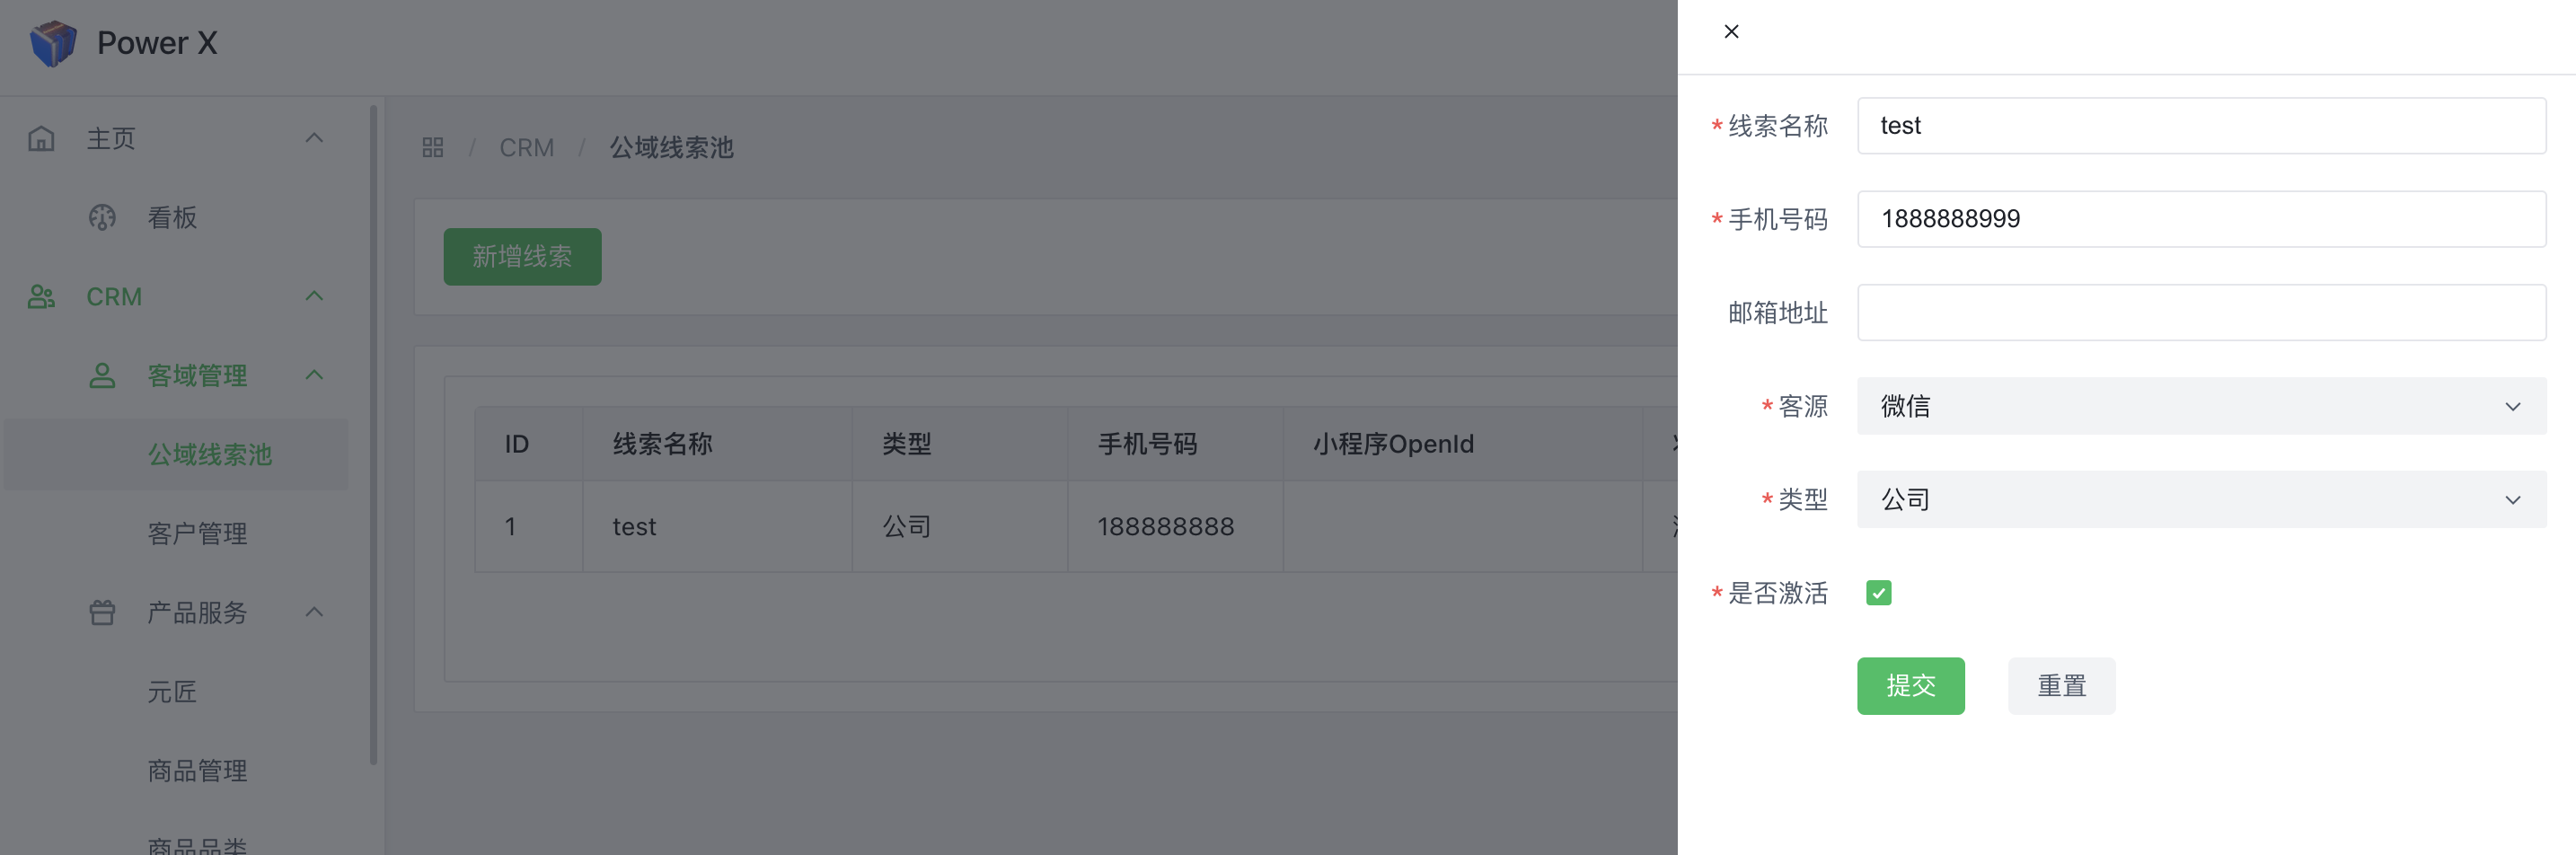 Power X
主页
看板
CRM
客域管理
公域线索池
客户管理
产品服务
元匠
商品管理
商品品类
/ CRM / 公域线索池
新增线索
ID 线索名称 类型 手机号码 小程序OpenId
1 test 公司 188888888
* 线索名称 test
* 手机号码 1888888999
邮箱地址
* 客源 微信
* 类型 公司
* 是否激活
提交 重置